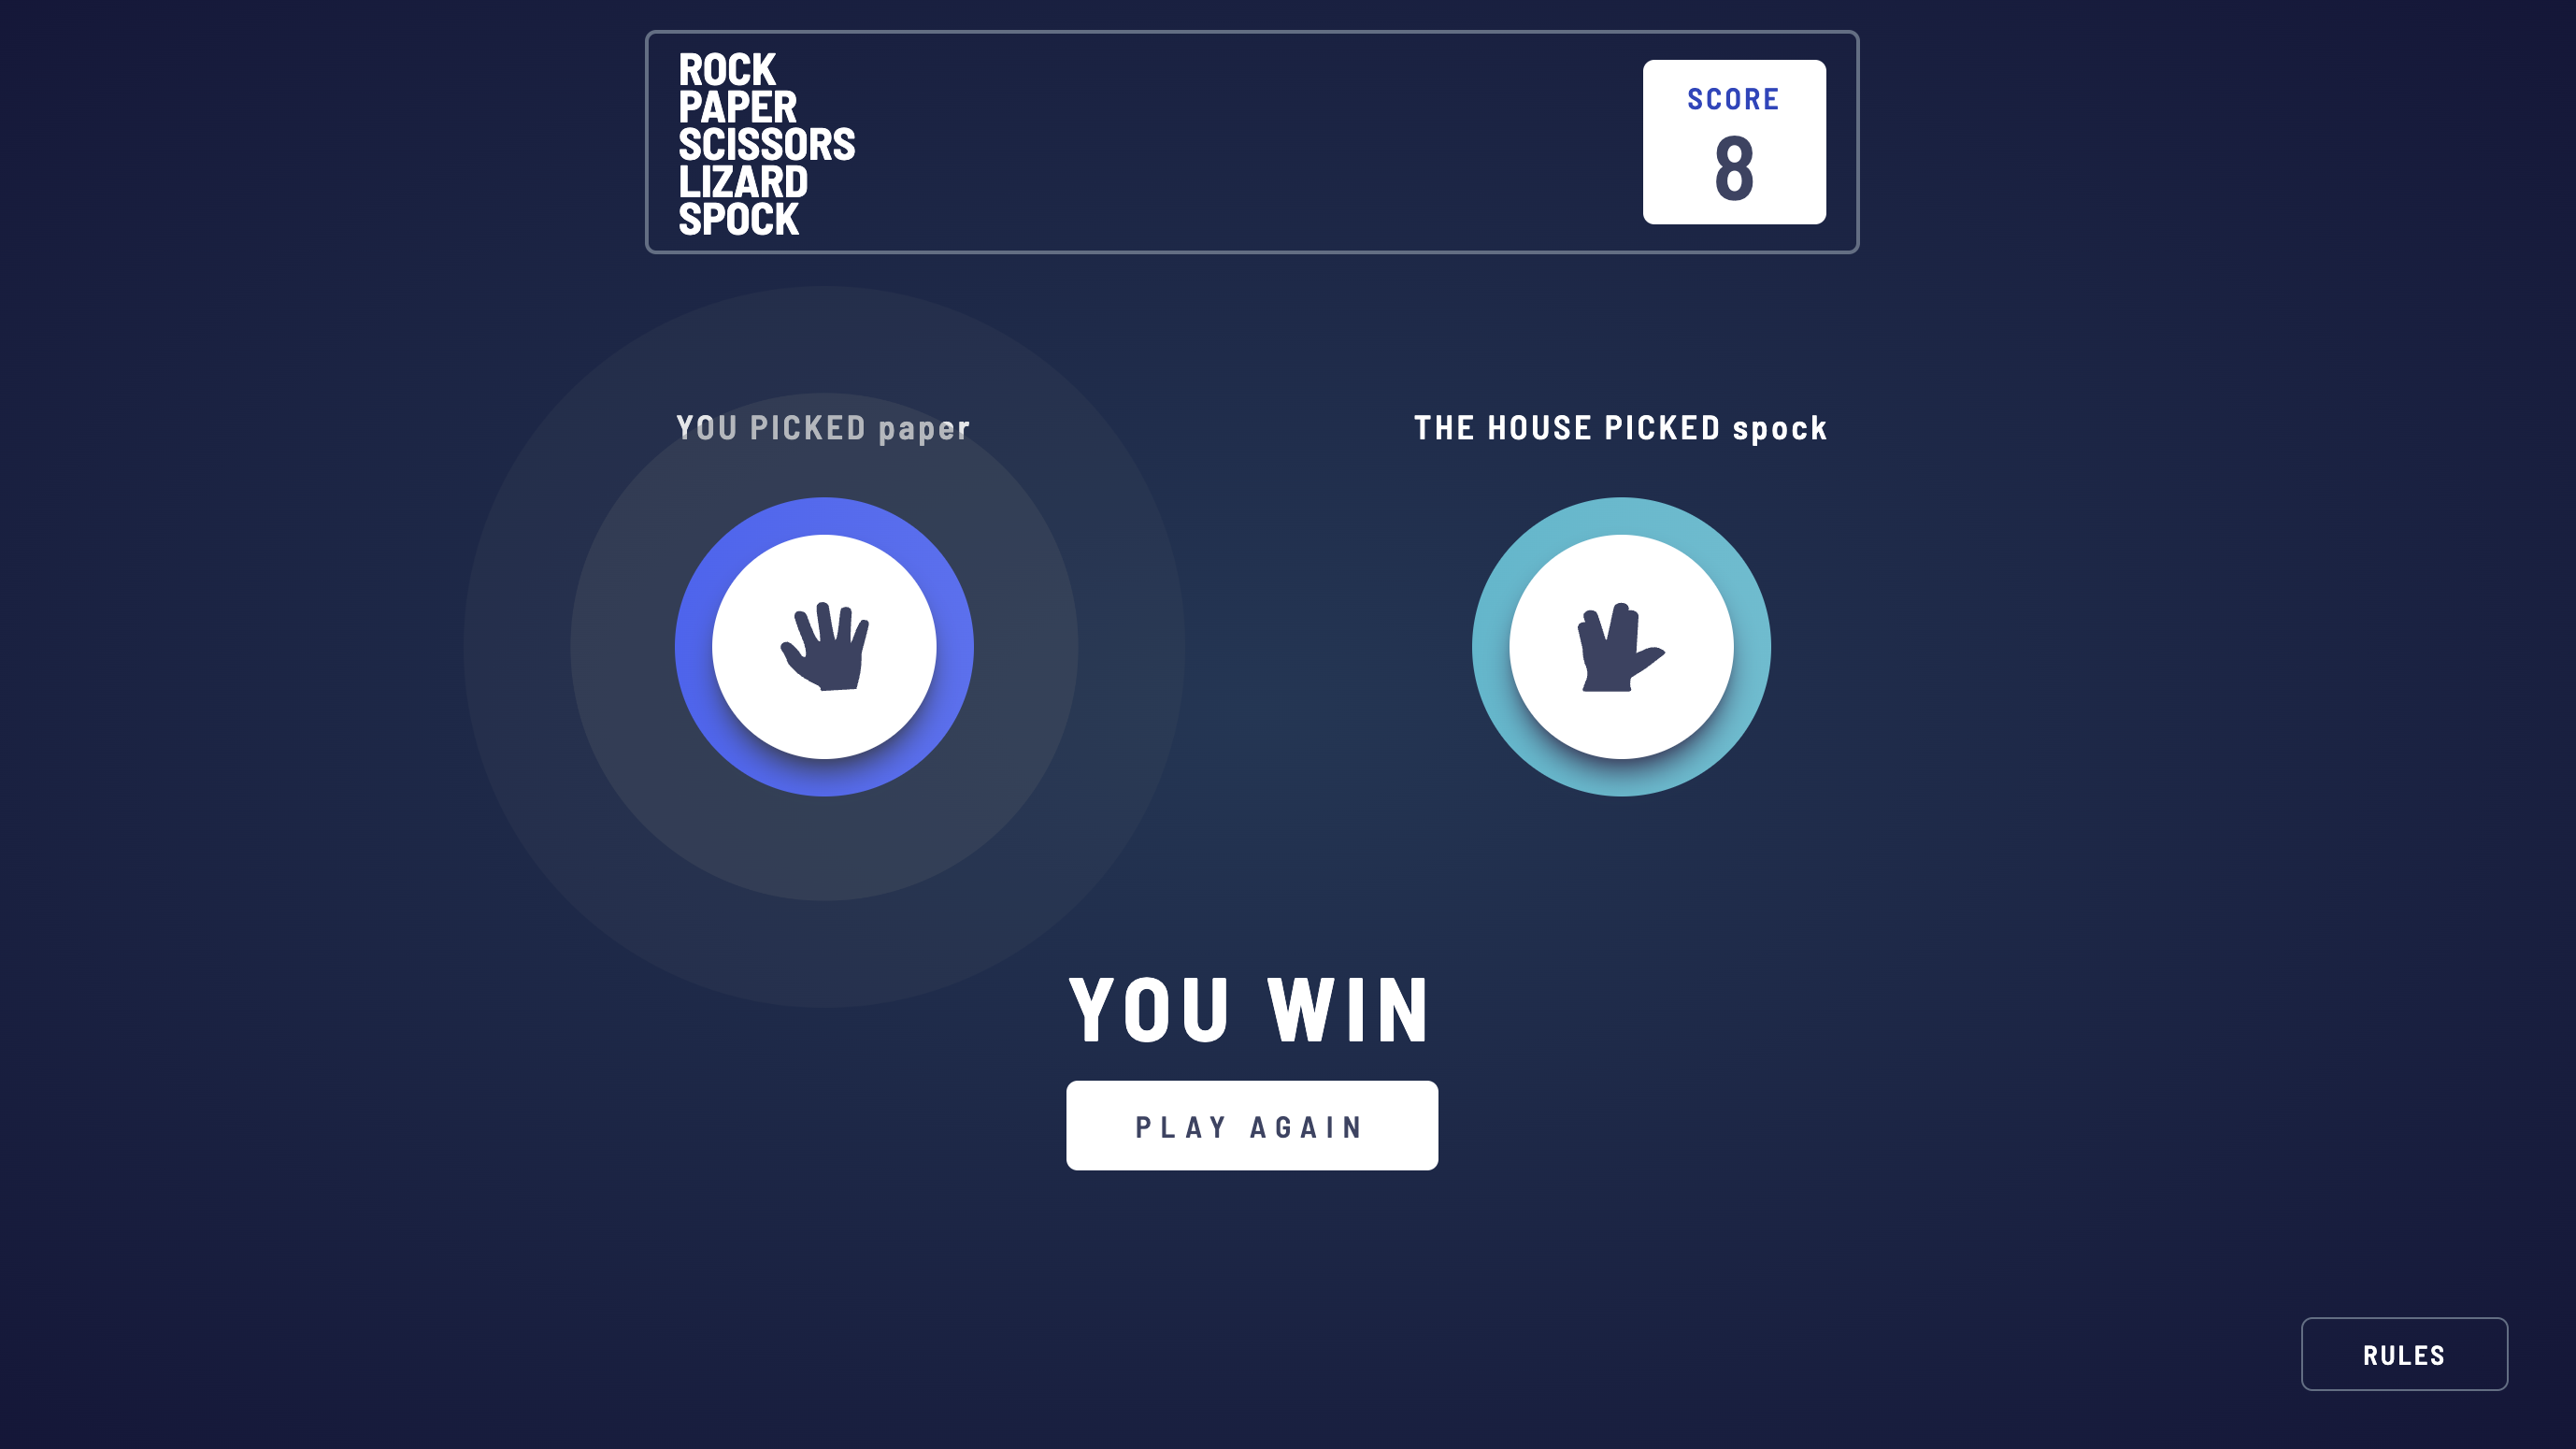 ROCK
PAPER
SCISSORS
LIZARD
SPOCK
SCORE
8
YOU PICKED paper
THE HOUSE PICKED spock
YOU WIN
PLAY AGAIN
RULES